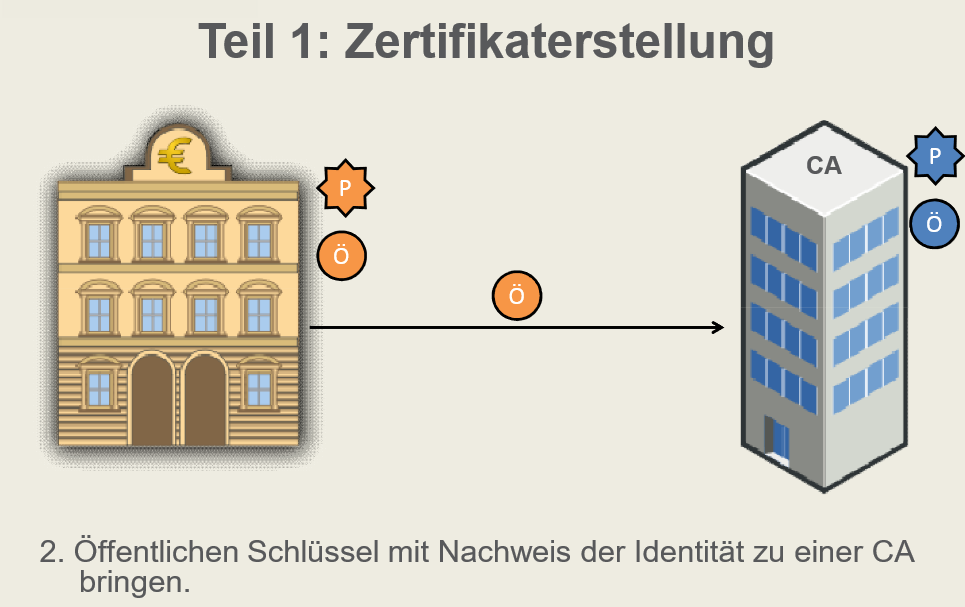 Teil 1: Zertifikaterstellung
€
P
Ö
Ö
CA
P
Ö
2. Öffentlichen Schlüssel mit Nachweis der Identität zu einer CA
bringen.